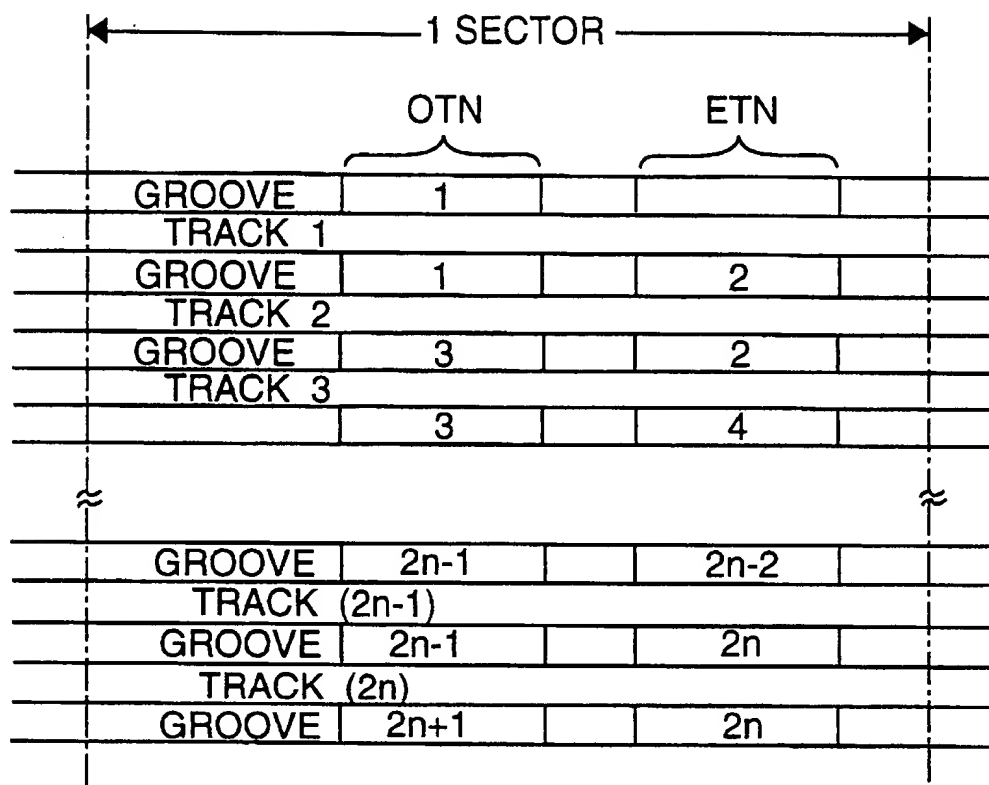 1 SECTOR
OTN ETN
GROOVE 1
TRACK 1
GROOVE 1 2
TRACK 2
GROOVE 3 2
TRACK 3
3 4
GROOVE 2n-1 2n-2
TRACK (2n-1)
GROOVE 2n-1 2n
TRACK (2n)
GROOVE 2n+1 2n